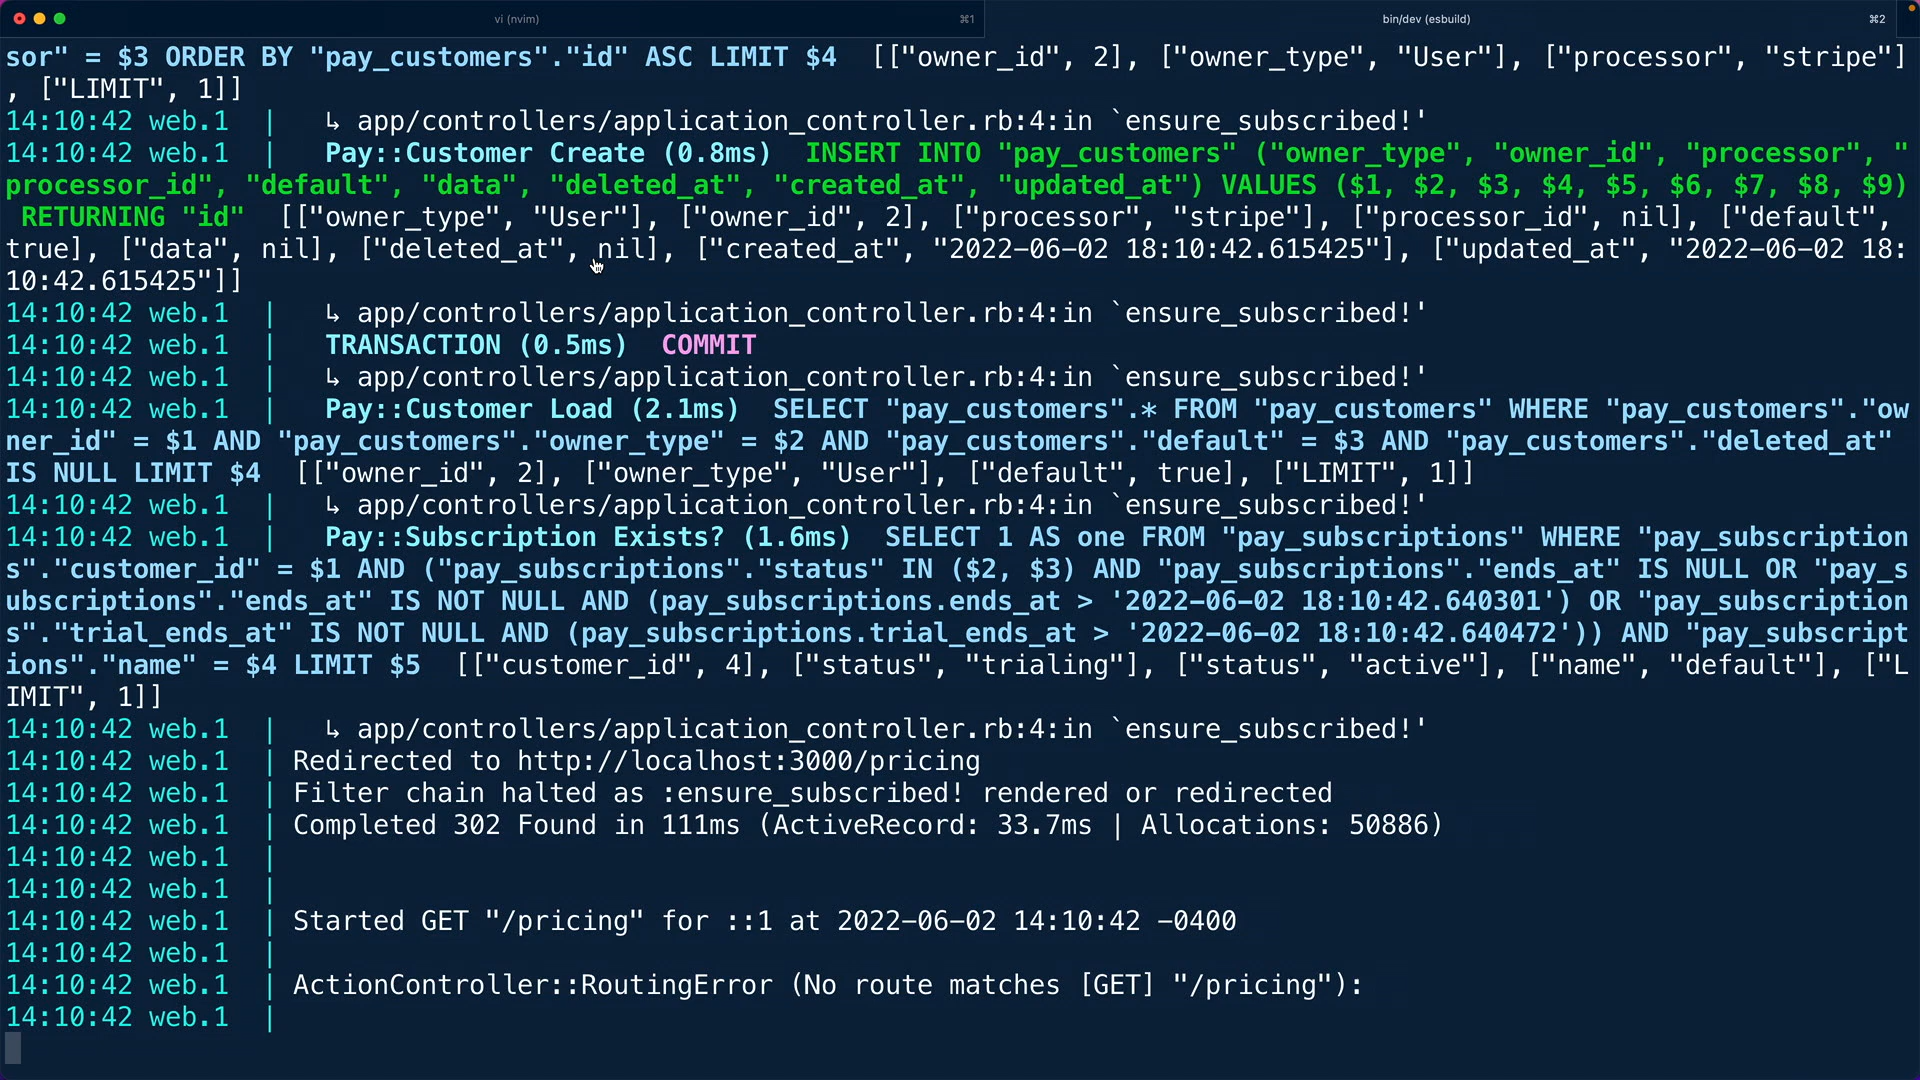 vi (nvim) ⌘1 bin/dev (esbuild) ⌘2
sor" = $3 ORDER BY "pay_customers"."id" ASC LIMIT $4  [["owner_id", 2], ["owner_type", "User"], ["processor", "stripe"]
, ["LIMIT", 1]]
14:10:42 web.1  |   ↳ app/controllers/application_controller.rb:4:in `ensure_subscribed!'
14:10:42 web.1  |   Pay::Customer Create (0.8ms)  INSERT INTO "pay_customers" ("owner_type", "owner_id", "processor", "
processor_id", "default", "data", "deleted_at", "created_at", "updated_at") VALUES ($1, $2, $3, $4, $5, $6, $7, $8, $9)
 RETURNING "id"  [["owner_type", "User"], ["owner_id", 2], ["processor", "stripe"], ["processor_id", nil], ["default", 
true], ["data", nil], ["deleted_at", nil], ["created_at", "2022-06-02 18:10:42.615425"], ["updated_at", "2022-06-02 18:
10:42.615425"]]
14:10:42 web.1  |   ↳ app/controllers/application_controller.rb:4:in `ensure_subscribed!'
14:10:42 web.1  |   TRANSACTION (0.5ms)  COMMIT
14:10:42 web.1  |   ↳ app/controllers/application_controller.rb:4:in `ensure_subscribed!'
14:10:42 web.1  |   Pay::Customer Load (2.1ms)  SELECT "pay_customers".* FROM "pay_customers" WHERE "pay_customers"."ow
ner_id" = $1 AND "pay_customers"."owner_type" = $2 AND "pay_customers"."default" = $3 AND "pay_customers"."deleted_at" 
IS NULL LIMIT $4  [["owner_id", 2], ["owner_type", "User"], ["default", true], ["LIMIT", 1]]
14:10:42 web.1  |   ↳ app/controllers/application_controller.rb:4:in `ensure_subscribed!'
14:10:42 web.1  |   Pay::Subscription Exists? (1.6ms)  SELECT 1 AS one FROM "pay_subscriptions" WHERE "pay_subscription
s"."customer_id" = $1 AND ("pay_subscriptions"."status" IN ($2, $3) AND "pay_subscriptions"."ends_at" IS NULL OR "pay_s
ubscriptions"."ends_at" IS NOT NULL AND (pay_subscriptions.ends_at > '2022-06-02 18:10:42.640301') OR "pay_subscription
s"."trial_ends_at" IS NOT NULL AND (pay_subscriptions.trial_ends_at > '2022-06-02 18:10:42.640472')) AND "pay_subscript
ions"."name" = $4 LIMIT $5  [["customer_id", 4], ["status", "trialing"], ["status", "active"], ["name", "default"], ["L
IMIT", 1]]
14:10:42 web.1  |   ↳ app/controllers/application_controller.rb:4:in `ensure_subscribed!'
14:10:42 web.1  | Redirected to http://localhost:3000/pricing
14:10:42 web.1  | Filter chain halted as :ensure_subscribed! rendered or redirected
14:10:42 web.1  | Completed 302 Found in 111ms (ActiveRecord: 33.7ms | Allocations: 50886)
14:10:42 web.1  |
14:10:42 web.1  |
14:10:42 web.1  | Started GET "/pricing" for ::1 at 2022-06-02 14:10:42 -0400
14:10:42 web.1  |
14:10:42 web.1  | ActionController::RoutingError (No route matches [GET] "/pricing"):
14:10:42 web.1  |